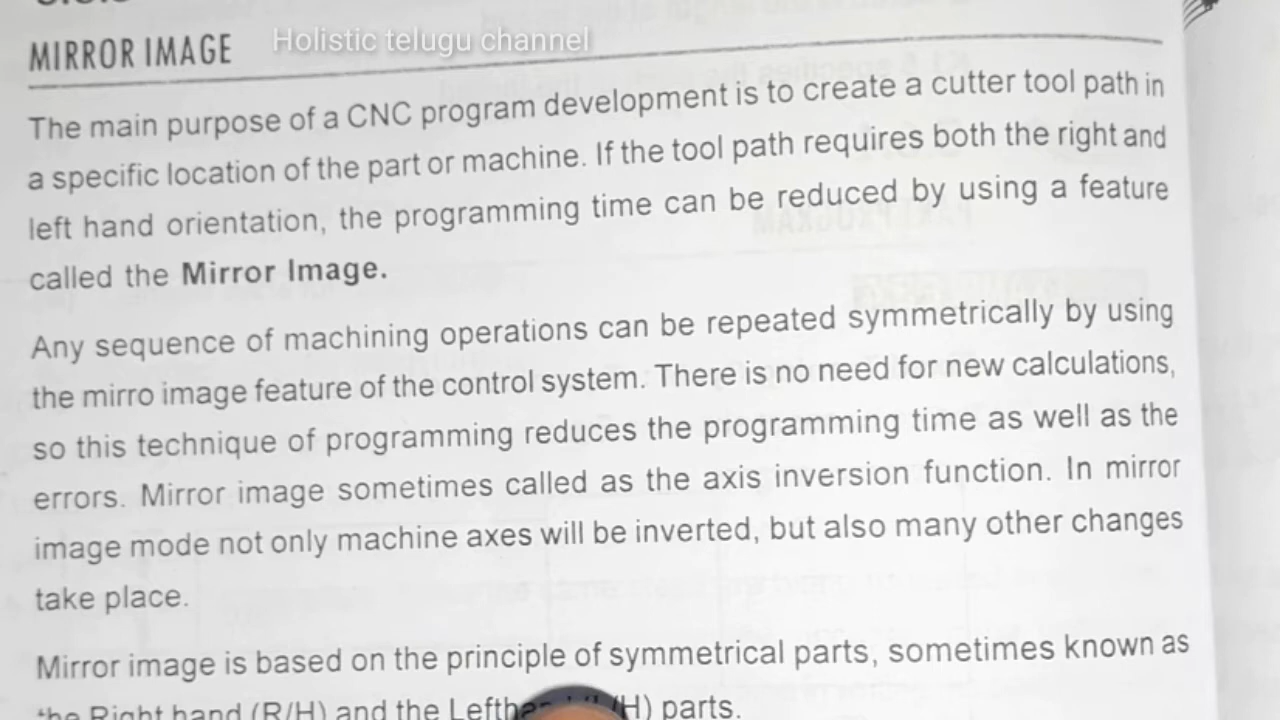 MIRROR IMAGE
Holistic telugu channel
The main purpose of a CNC program development is to create a cutter tool path in
a specific location of the part or machine. If the tool path requires both the right and
left hand orientation, the programming time can be reduced by using a feature
called the Mirror Image.
Any sequence of machining operations can be repeated symmetrically by using
the mirro image feature of the control system. There is no need for new calculations,
so this technique of programming reduces the programming time as well as the
errors. Mirror image sometimes called as the axis inversion function. In mirror
image mode not only machine axes will be inverted, but also many other changes
take place.
Mirror image is based on the principle of symmetrical parts, sometimes known as
the Right hand (R/H) and the parts.